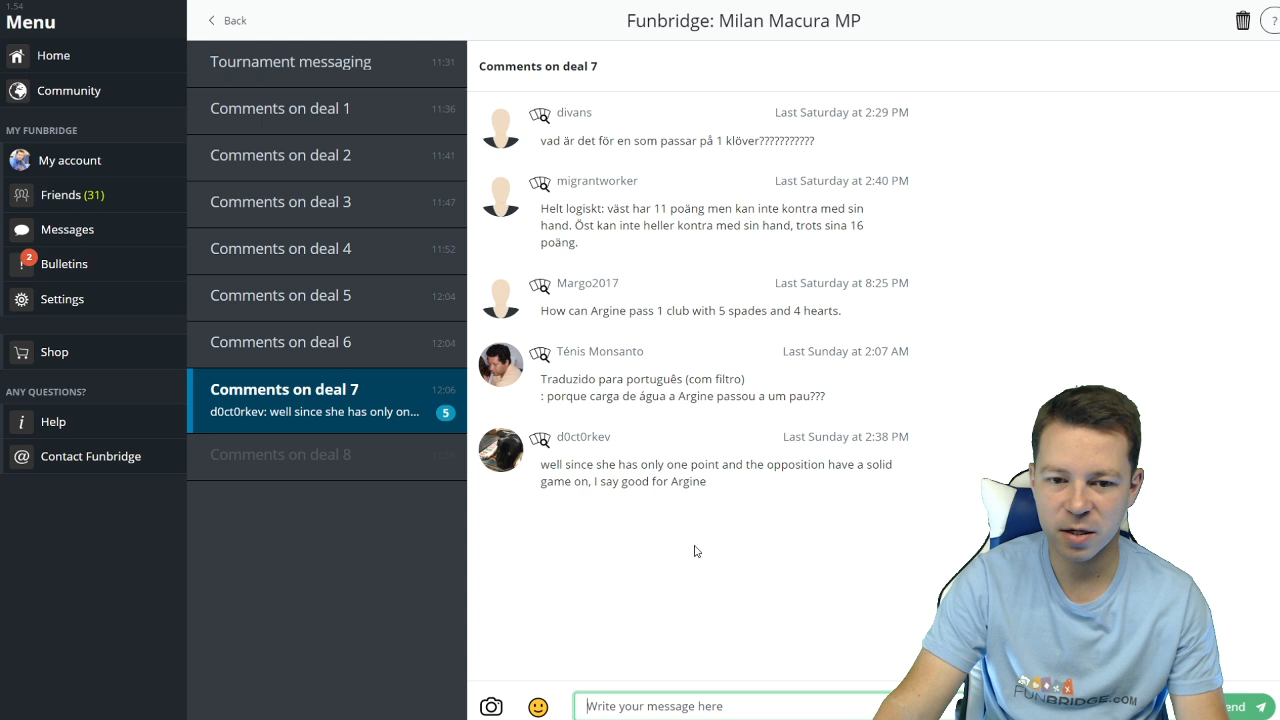 1.54
Menu
Home
Community
MY FUNBRIDGE
My account
Friends (31)
Messages
2
Bulletins
Settings
Shop
ANY QUESTIONS?
Help
Contact Funbridge
Back
Funbridge: Milan Macura MP
?
Tournament messaging 11:31
Comments on deal 1 11:36
Comments on deal 2 11:41
Comments on deal 3 11:47
Comments on deal 4 11:52
Comments on deal 5 12:04
Comments on deal 6 12:04
Comments on deal 7 12:06
d0ct0rkev: well since she has only on... 5
Comments on deal 8
Comments on deal 7
divans Last Saturday at 2:29 PM
vad är det för en som passar på 1 klöver???????????
migrantworker Last Saturday at 2:40 PM
Helt logiskt: väst har 11 poäng men kan inte kontra med sin
hand. Öst kan inte heller kontra med sin hand, trots sina 16
poäng.
Margo2017 Last Saturday at 8:25 PM
How can Argine pass 1 club with 5 spades and 4 hearts.
Ténis Monsanto Last Sunday at 2:07 AM
Traduzido para português (com filtro)
: porque carga de água a Argine passou a um pau???
d0ct0rkev Last Sunday at 2:38 PM
well since she has only one point and the opposition have a solid
game on, I say good for Argine
Write your message here
end
FUNBRIDGE.COM